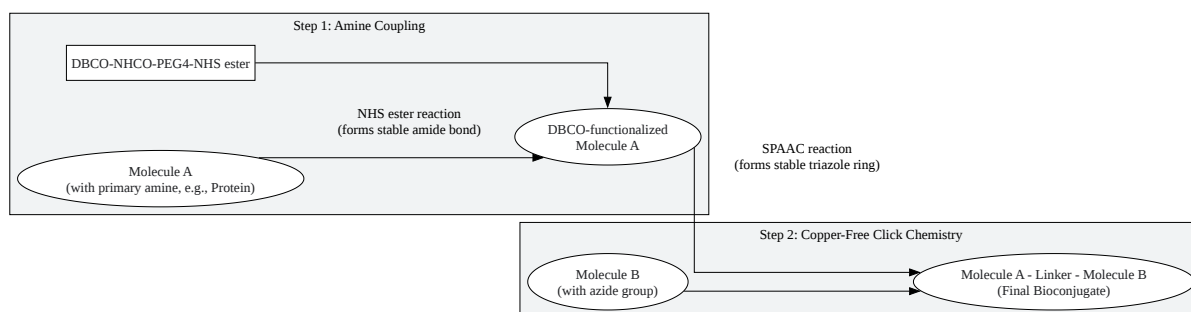 Step 1: Amine Coupling
DBCO-NHCO-PEG4-NHS ester
NHS ester reaction
(forms stable amide bond)
DBCO-functionalized
Molecule A
Molecule A
(with primary amine, e.g., Protein)
SPAAC reaction
(forms stable triazole ring)
Step 2: Copper-Free Click Chemistry
Molecule B
(with azide group)
Molecule A - Linker - Molecule B
(Final Bioconjugate)